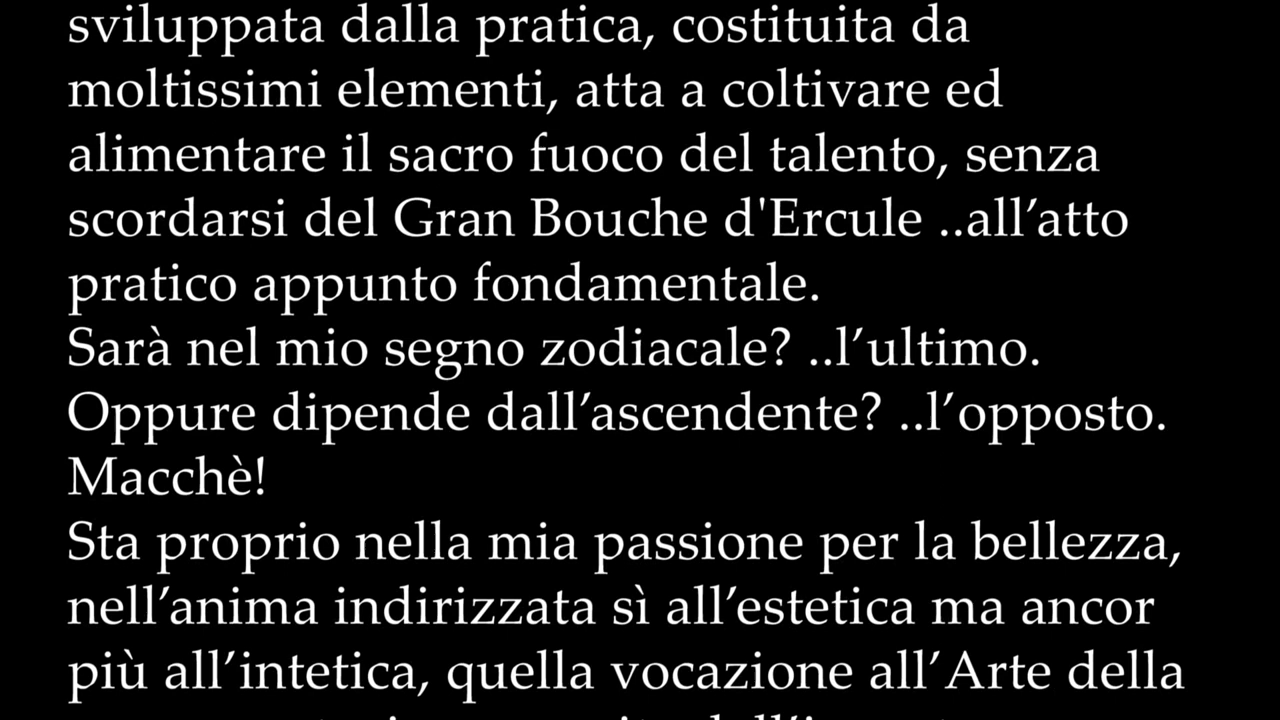 sviluppata dalla pratica, costituita da
moltissimi elementi, atta a coltivare ed
alimentare il sacro fuoco del talento, senza
scordarsi del Gran Bouche d'Ercule ..all’atto
pratico appunto fondamentale.
Sarà nel mio segno zodiacale? ..l’ultimo.
Oppure dipende dall’ascendente? ..l’opposto.
Macchè!
Sta proprio nella mia passione per la bellezza,
nell’anima indirizzata sì all’estetica ma ancor
più all’intetica, quella vocazione all’Arte della